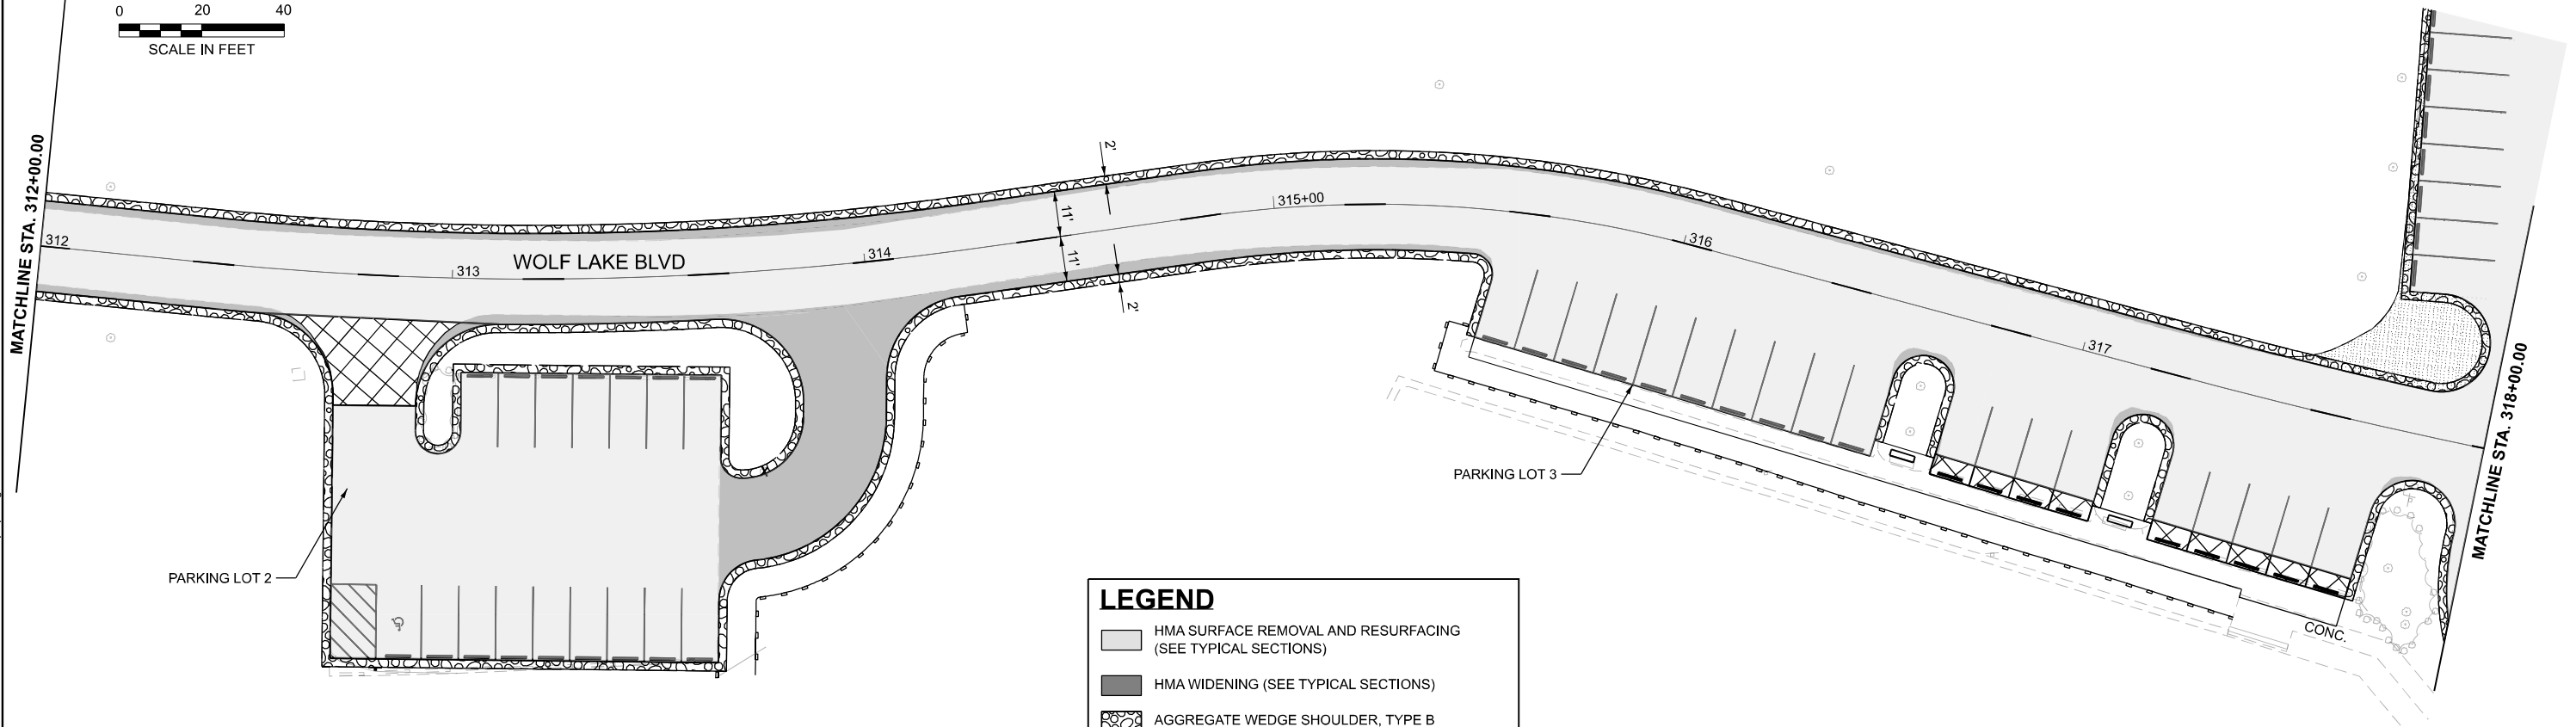 0 20 40
SCALE IN FEET
MATCHLINE STA. 312+00.00
312
313
WOLF LAKE BLVD
314
11'
11'
2'
2'
315+00
316
317
MATCHLINE STA. 318+00.00
PARKING LOT 2
PARKING LOT 3
CONC.
LEGEND
HMA SURFACE REMOVAL AND RESURFACING
(SEE TYPICAL SECTIONS)
HMA WIDENING (SEE TYPICAL SECTIONS)
AGGREGATE WEDGE SHOULDER, TYPE B